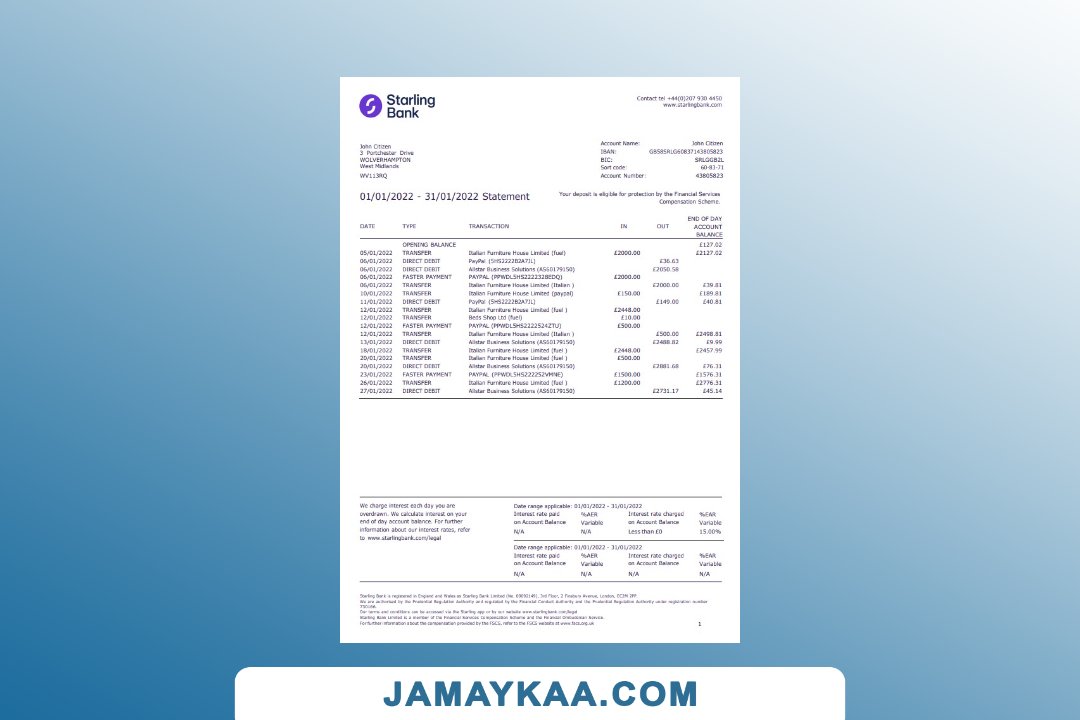 Starling
Bank
Contact tel +44(0)207 930 4450
www.starlingbank.com
John Citizen
3 Portchester Drive
WOLVERHAMPTON
West Midlands
WV113RQ
Account Name: John Citizen
IBAN: GB58SRLG60837143805823
BIC: SRLGGB2L
Sort code: 60-83-71
Account Number: 43805823
01/01/2022 - 31/01/2022 Statement
Your deposit is eligible for protection by the Financial Services
Compensation Scheme.
DATE TYPE TRANSACTION IN OUT END OF DAY ACCOUNT BALANCE
OPENING BALANCE £127.02
05/01/2022 TRANSFER Italian Furniture House Limited (fuel) £2000.00 £2127.02
06/01/2022 DIRECT DEBIT PayPal (5HS2222B2A7JL) £36.63
06/01/2022 DIRECT DEBIT Allstar Business Solutions (AS60179150) £2050.58
06/01/2022 FASTER PAYMENT PAYPAL (PPWDL5HS2222328EDQ) £2000.00
06/01/2022 TRANSFER Italian Furniture House Limited (Italian ) £2000.00 £39.81
10/01/2022 TRANSFER Italian Furniture House Limited (paypal) £150.00 £189.81
11/01/2022 DIRECT DEBIT PayPal (5HS2222B2A7JL) £149.00 £40.81
12/01/2022 TRANSFER Italian Furniture House Limited (fuel ) £2448.00
12/01/2022 TRANSFER Beds Shop Ltd (fuel) £10.00
12/01/2022 FASTER PAYMENT PAYPAL (PPWDL5HS2222524ZTU) £500.00
12/01/2022 TRANSFER Italian Furniture House Limited (Italian ) £500.00 £2498.81
13/01/2022 DIRECT DEBIT Allstar Business Solutions (AS60179150) £2488.82 £9.99
18/01/2022 TRANSFER Italian Furniture House Limited (fuel ) £2448.00 £2457.99
20/01/2022 TRANSFER Italian Furniture House Limited (fuel ) £500.00
20/01/2022 DIRECT DEBIT Allstar Business Solutions (AS60179150) £2881.68 £76.31
23/01/2022 FASTER PAYMENT PAYPAL (PPWDL5HS222252VMNE) £1500.00 £1576.31
26/01/2022 TRANSFER Italian Furniture House Limited (fuel ) £1200.00 £2776.31
27/01/2022 DIRECT DEBIT Allstar Business Solutions (AS60179150) £2731.17 £45.14
We charge interest each day you are
overdrawn. We calculate interest on your
end of day account balance. For further
information about our interest rates, refer
to www.starlingbank.com/legal
Date range applicable: 01/01/2022 - 31/01/2022
Interest rate paid %AER Interest rate charged %EAR
on Account Balance Variable on Account Balance Variable
N/A N/A Less than £0 15.00%
Date range applicable: 01/01/2022 - 31/01/2022
Interest rate paid %AER Interest rate charged %EAR
on Account Balance Variable on Account Balance Variable
N/A N/A N/A N/A
Starling Bank is registered in England and Wales as Starling Bank Limited (No. 09092149), 3rd Floor, 2 Finsbury Avenue, London, EC2M 2PP.
We are authorised by the Prudential Regulation Authority and regulated by the Financial Conduct Authority and the Prudential Regulation Authority under registration number
730166.
Our terms and conditions can be accessed via the Starling app or by our website www.starlingbank.com/legal
Starling Bank Limited is a member of the Financial Services Compensation Scheme and the Financial Ombudsman Service.
For further information about the compensation provided by the FSCS, refer to the FSCS website at www.fscs.org.uk
1
JAMAYKAA.COM